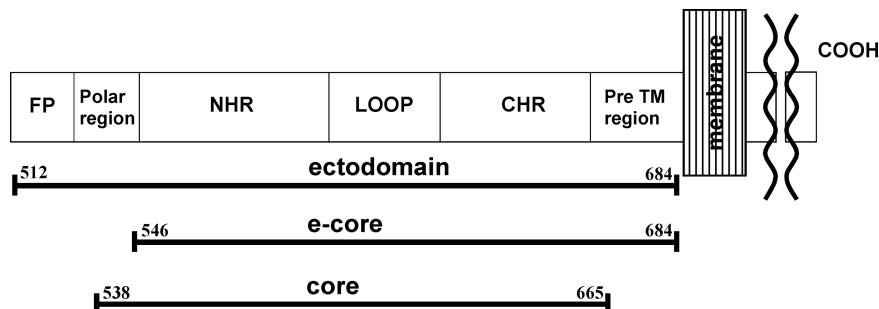 COOH
FP
Polar
region
NHR
LOOP
CHR
Pre TM
region
membrane
512 ectodomain 684
546 e-core 684
538 core 665